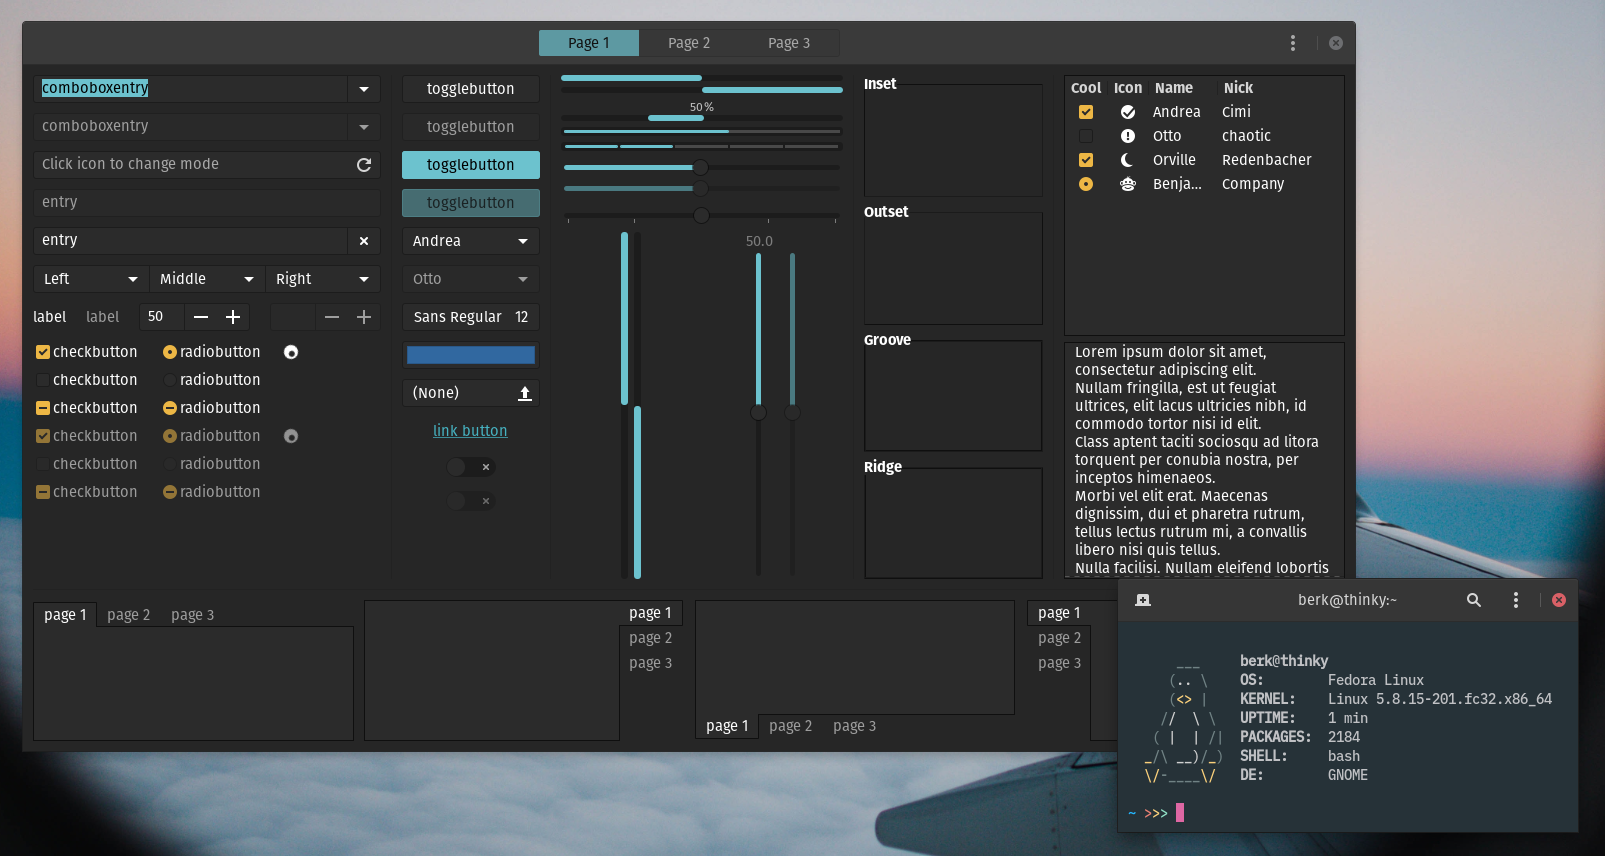 Page 1 Page 2 Page 3
comboboxentry
comboboxentry
Click icon to change mode
entry
entry
Left Middle Right
label label 50
checkbutton radiobutton
checkbutton radiobutton
checkbutton radiobutton
checkbutton radiobutton
checkbutton radiobutton
checkbutton radiobutton
togglebutton
togglebutton
togglebutton
togglebutton
Andrea
Otto
Sans Regular 12
(None)
link button
50 %
50.0
Inset
Outset
Groove
Ridge
Cool Icon Name Nick
Andrea Cimi
Otto chaotic
Orville Redenbacher
Benja... Company
Lorem ipsum dolor sit amet,
consectetur adipiscing elit.
Nullam fringilla, est ut feugiat
ultrices, elit lacus ultricies nibh, id
commodo tortor nisi id elit.
Class aptent taciti sociosqu ad litora
torquent per conubia nostra, per
inceptos himenaeos.
Morbi vel elit erat. Maecenas
dignissim, dui et pharetra rutrum,
tellus lectus rutrum mi, a convallis
libero nisi quis tellus.
Nulla facilisi. Nullam eleifend lobortis
page 1 page 2 page 3
page 1
page 2
page 3
page 1 page 2 page 3
page 1
page 2
page 3
berk@thinky:~
berk@thinky
OS: Fedora Linux
KERNEL: Linux 5.8.15-201.fc32.x86_64
UPTIME: 1 min
PACKAGES: 2184
SHELL: bash
DE: GNOME
~ >>>